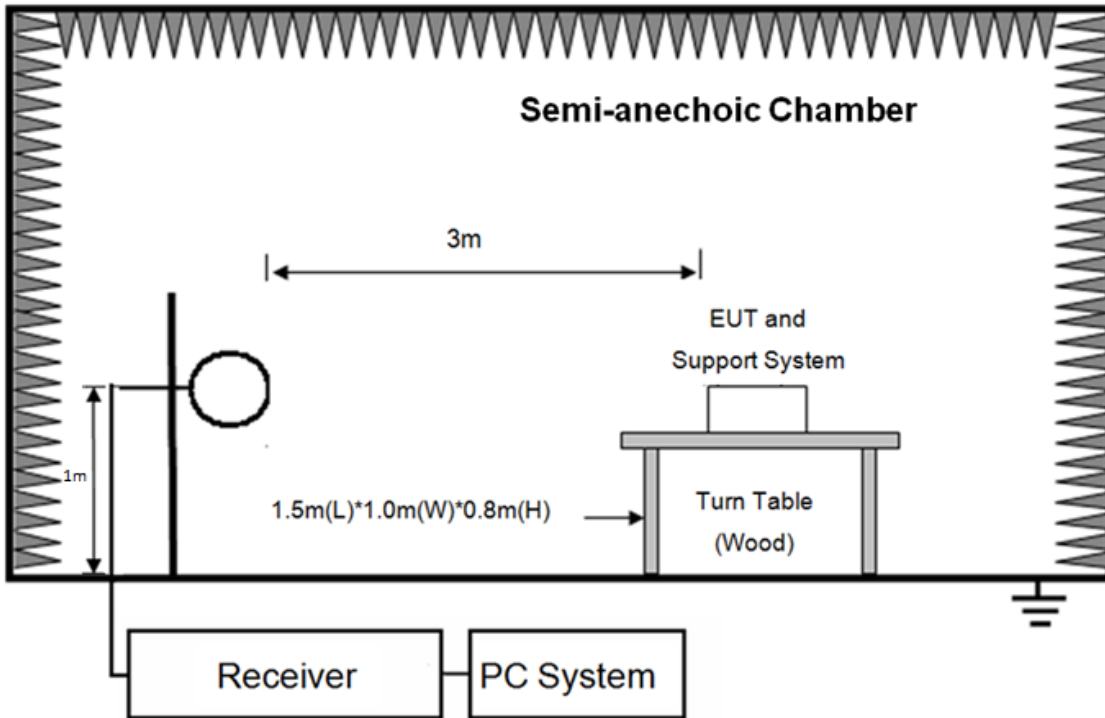 Semi-anechoic Chamber
3m
EUT and
Support System
1m
1.5m(L)*1.0m(W)*0.8m(H)
Turn Table
(Wood)
Receiver
PC System